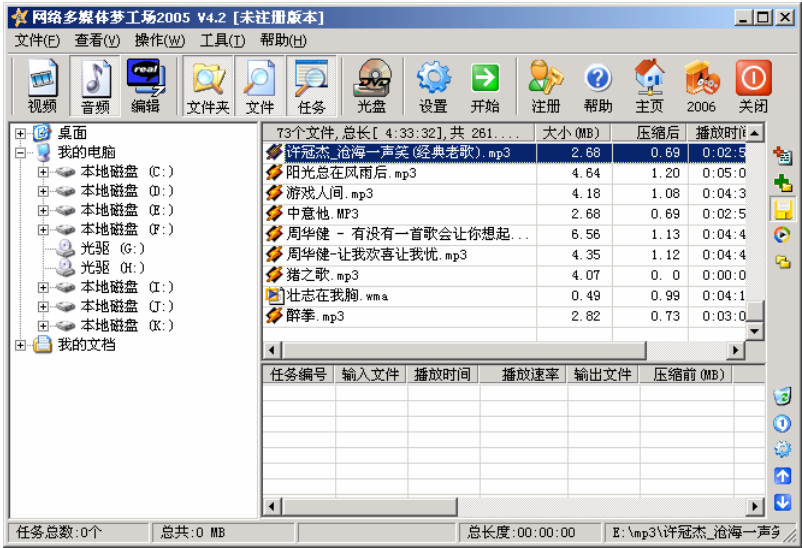 网络多媒体梦工场2005 V4.2 [未注册版本]
文件(F) 查看(V) 操作(W) 工具(T) 帮助(H)
real
DVD
视频 音频 编辑 文件夹 文件 任务 光盘 设置 开始 注册 帮助 主页 2006 关闭
桌面
我的电脑
本地磁盘 (C:)
本地磁盘 (D:)
本地磁盘 (E:)
本地磁盘 (F:)
光驱 (G:)
光驱 (H:)
本地磁盘 (I:)
本地磁盘 (J:)
本地磁盘 (K:)
我的文档
73个文件,总长[ 4:33:32],共 261.... 大小(MB) 压缩后 播放时
许冠杰_沧海一声笑(经典老歌).mp3 2.68 0.69 0:02:5
阳光总在风雨后.mp3 4.64 1.20 0:05:0
游戏人间.mp3 4.18 1.08 0:04:3
中意他.MP3 2.68 0.69 0:02:5
周华健 - 有没有一首歌会让你想起... 6.56 1.13 0:04:4
周华健-让我欢喜让我忧.mp3 4.35 1.12 0:04:4
猪之歌.mp3 4.07 0. 0 0:00:0
壮志在我胸.wma 0.49 0.99 0:04:1
醉拳.mp3 2.82 0.73 0:03:0
任务编号 输入文件 播放时间 播放速率 输出文件 压缩前(MB)
任务总数:0个 总共:0 MB 总长度:00:00:00 E:\mp3\许冠杰_沧海一声